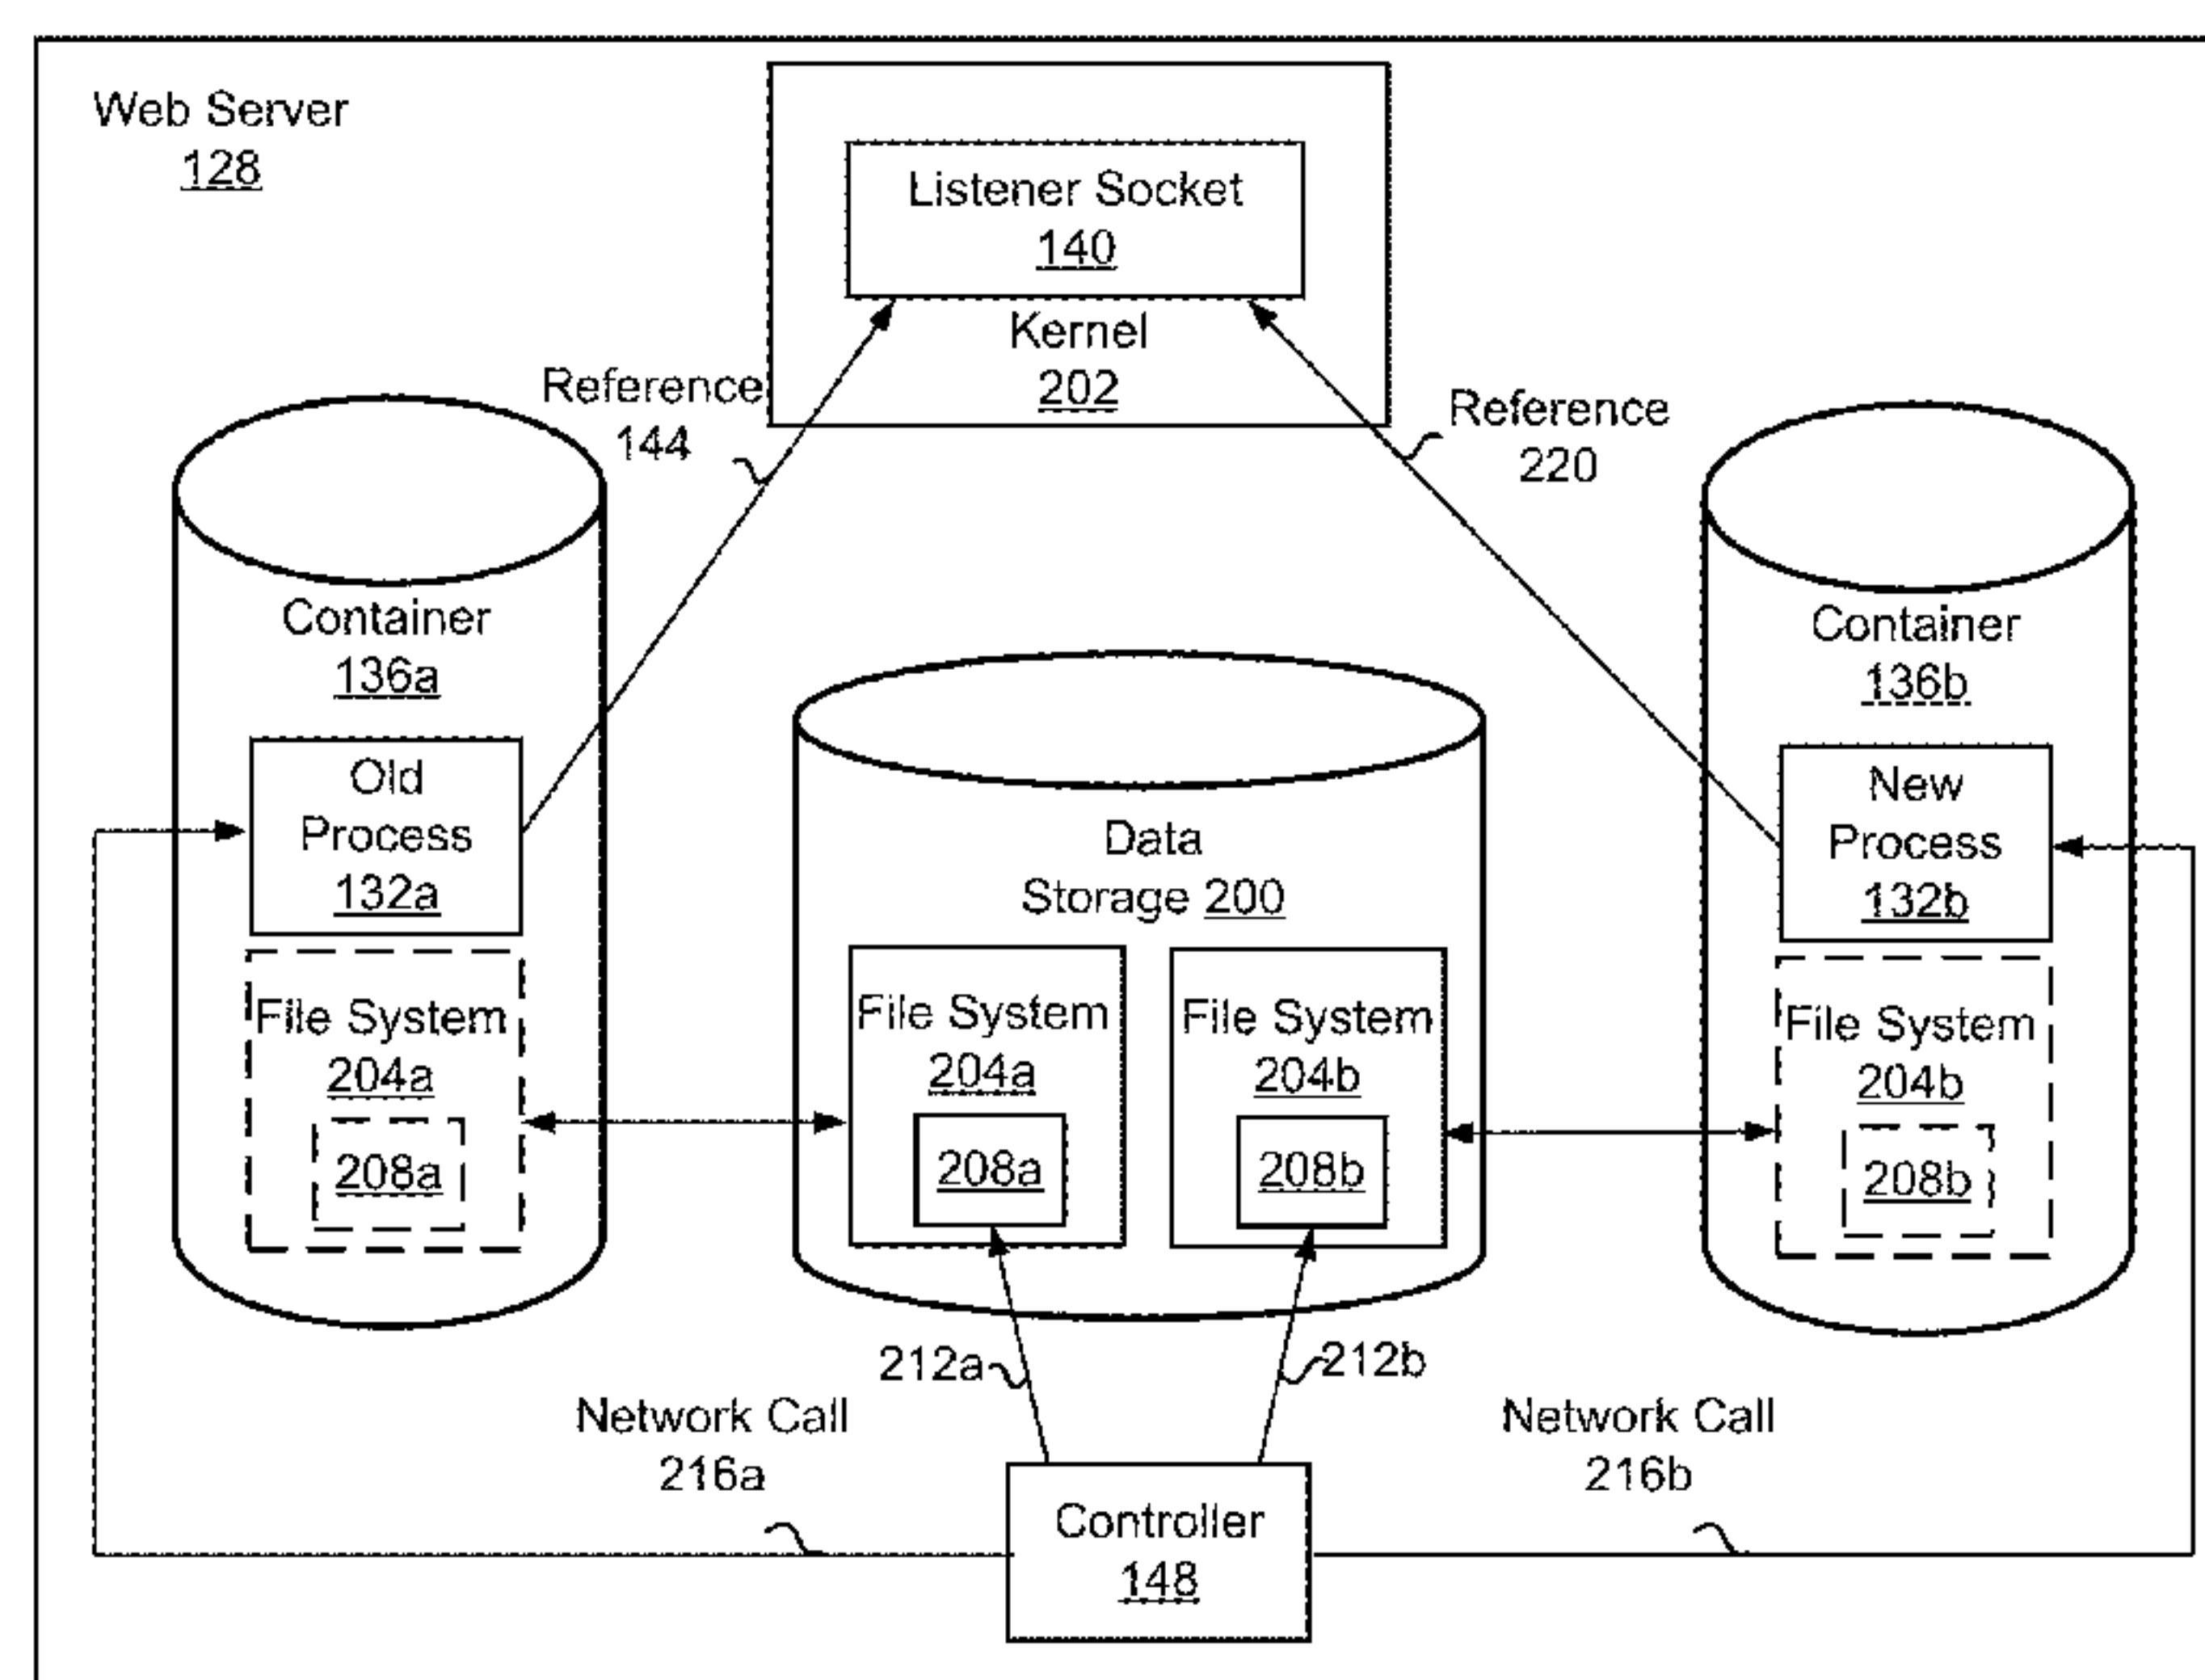 Web Server
128
Listener Socket
140
Kernel
202
Reference
144
Reference
220
Container
136a
Old
Process
132a
File System
204a
208a
Data
Storage 200
File System
204a
208a
File System
204b
208b
Container
136b
New
Process
132b
File System
204b
208b
212a
212b
Network Call
216a
Network Call
216b
Controller
148